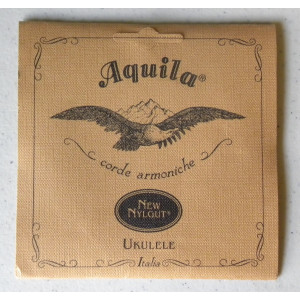 Aquila®
corde armoniche
New
Nylgut®
Ukulele
Italia